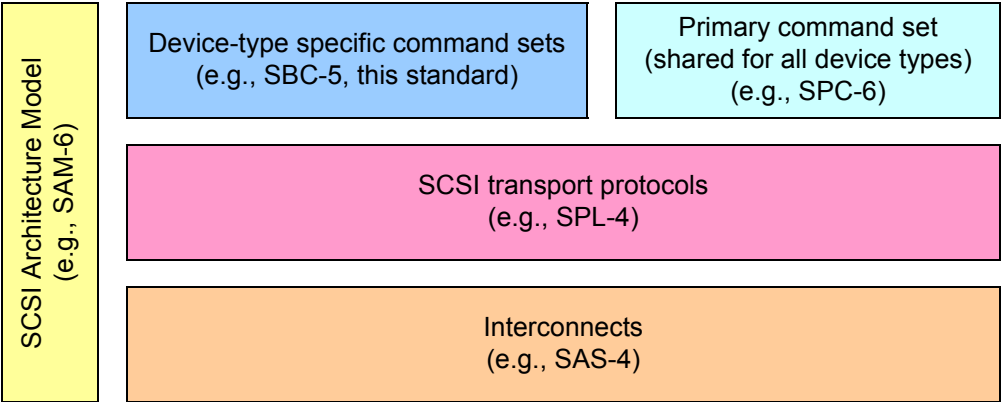 SCSI Architecture Model
(e.g., SAM-6)
Device-type specific command sets
(e.g., SBC-5, this standard)
Primary command set
(shared for all device types)
(e.g., SPC-6)
SCSI transport protocols
(e.g., SPL-4)
Interconnects
(e.g., SAS-4)